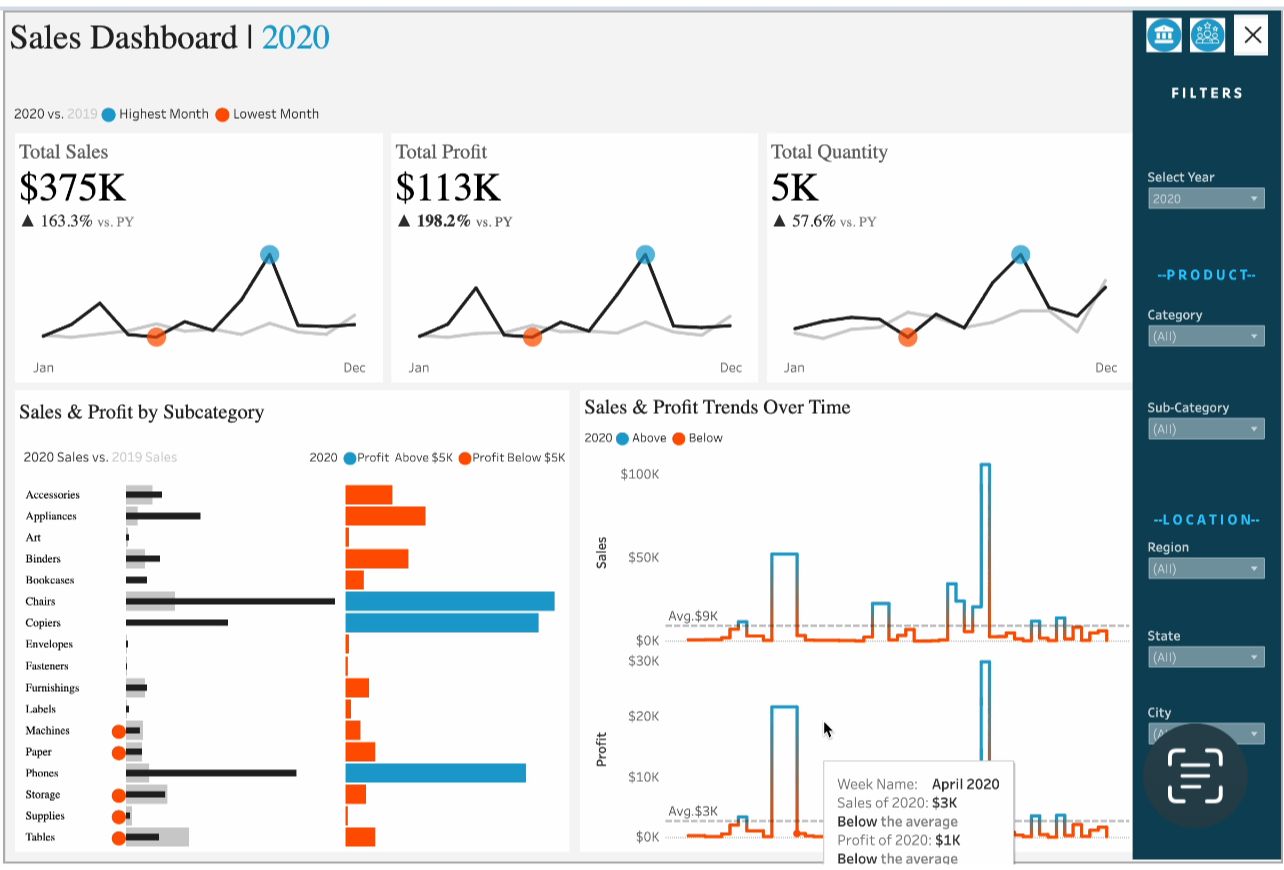 Sales Dashboard | 2020
2020 vs. 2019 Highest Month Lowest Month
Total Sales
$375K
▲ 163.3% vs. PY
Jan Dec
Total Profit
$113K
▲ 198.2% vs. PY
Jan Dec
Total Quantity
5K
▲ 57.6% vs. PY
Jan Dec
Sales & Profit by Subcategory
2020 Sales vs. 2019 Sales
2020 Profit Above $5K Profit Below $5K
Accessories
Appliances
Art
Binders
Bookcases
Chairs
Copiers
Envelopes
Fasteners
Furnishings
Labels
Machines
Paper
Phones
Storage
Supplies
Tables
Sales & Profit Trends Over Time
2020 Above Below
Sales
$100K
$50K
Avg.$9K
$0K
Profit
$30K
$20K
$10K
Avg.$3K
$0K
Week Name: April 2020
Sales of 2020: $3K
Below the average
Profit of 2020: $1K
Below the average
FILTERS
Select Year
2020
--PRODUCT--
Category
(All)
Sub-Category
(All)
--LOCATION--
Region
(All)
State
(All)
City